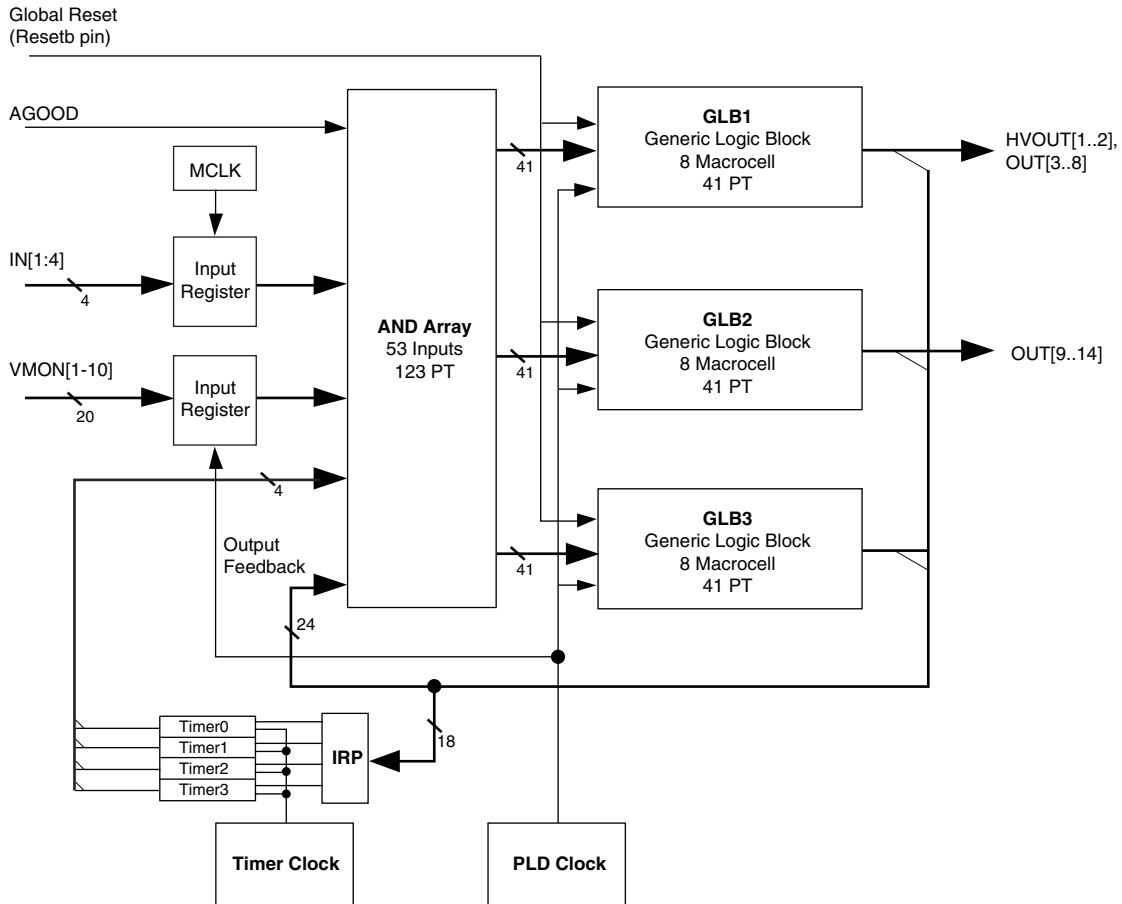 Global Reset
(Resetb pin)
AGOOD
MCLK
IN[1:4]
4
Input
Register
VMON[1-10]
20
Input
Register
4
Output
Feedback
24
AND Array
53 Inputs
123 PT
41
41
41
GLB1
Generic Logic Block
8 Macrocell
41 PT
HVOUT[1..2],
OUT[3..8]
GLB2
Generic Logic Block
8 Macrocell
41 PT
OUT[9..14]
GLB3
Generic Logic Block
8 Macrocell
41 PT
18
Timer0
Timer1
Timer2
Timer3
IRP
Timer Clock
PLD Clock